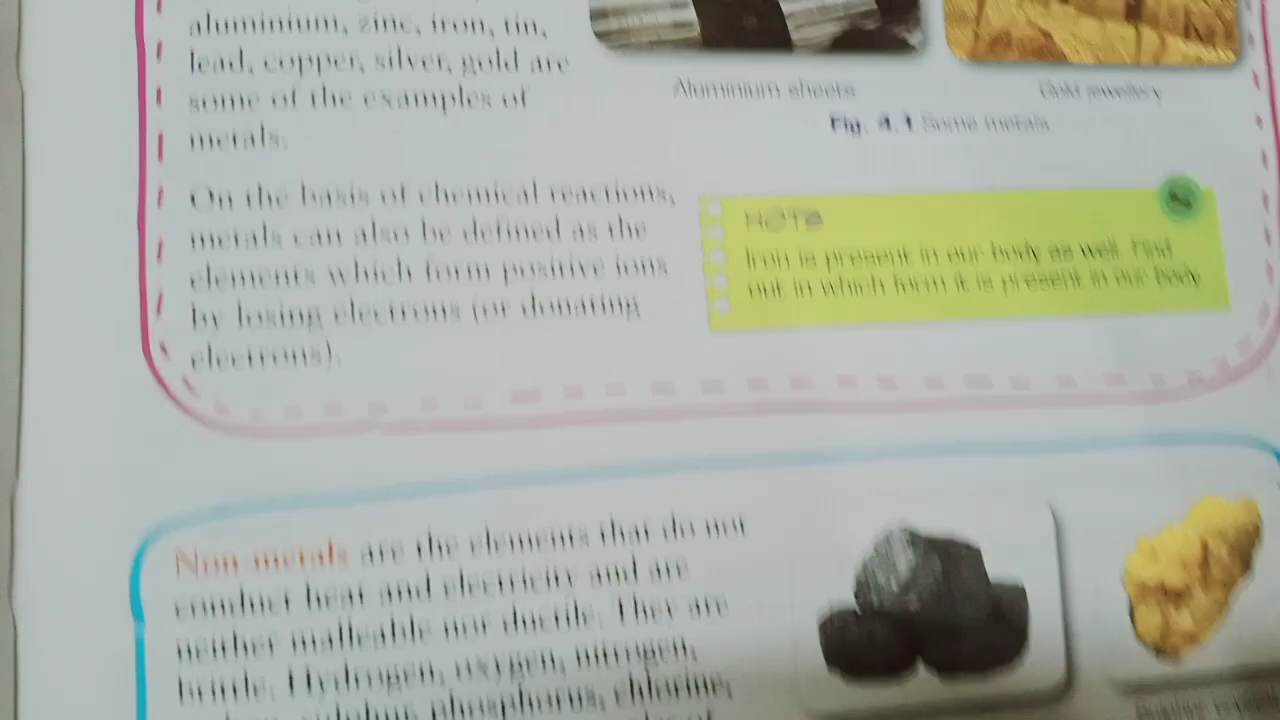 aluminium, zinc, iron, tin,
lead, copper, silver, gold are
some of the examples of
metals.
On the basis of chemical reactions,
metals can also be defined as the
elements which form positive ions
by losing electrons (or donating
electrons).
Aluminium sheets
Gold jewellery
Fig. 4.1 Some metals
Iron is present in our body as well. Find
out in which form it is present in our body.
Non-metals are the elements that do not
conduct heat and electricity and are
neither malleable nor ductile. They are
brittle. Hydrogen, oxygen, nitrogen,
sulphur, phosphorus, chlorine,